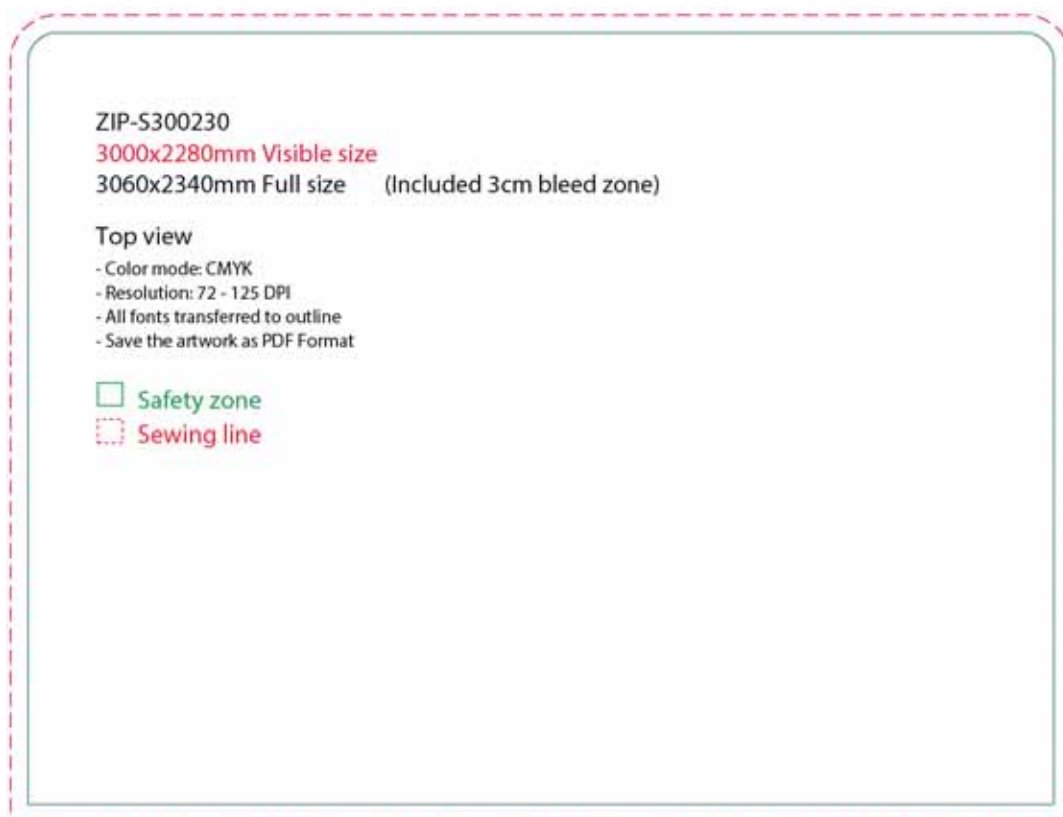 ZIP-S300230
3000x2280mm Visible size
3060x2340mm Full size (Included 3cm bleed zone)
Top view
- Color mode: CMYK
- Resolution: 72 - 125 DPI
- All fonts transferred to outline
- Save the artwork as PDF Format
Safety zone
Sewing line